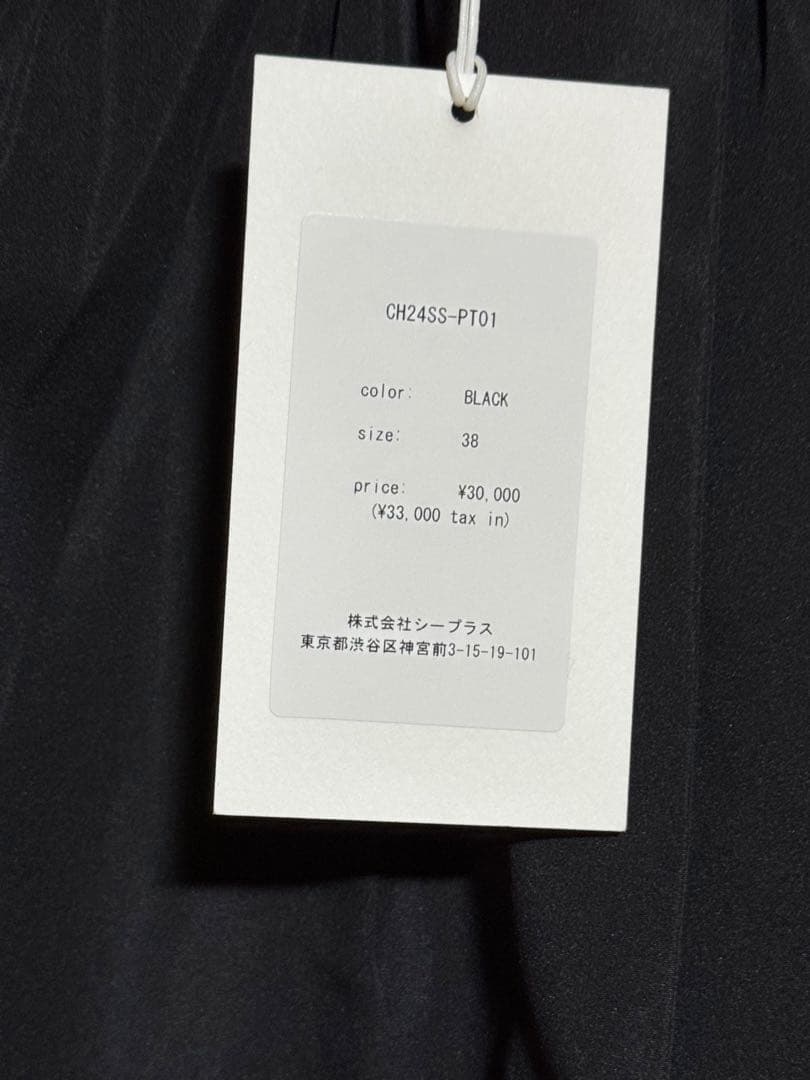 CH24SS-PT01
color: BLACK
size: 38
price: ¥30,000
(¥33,000 tax in)
株式会社シープラス
東京都渋谷区神宮前3-15-19-101